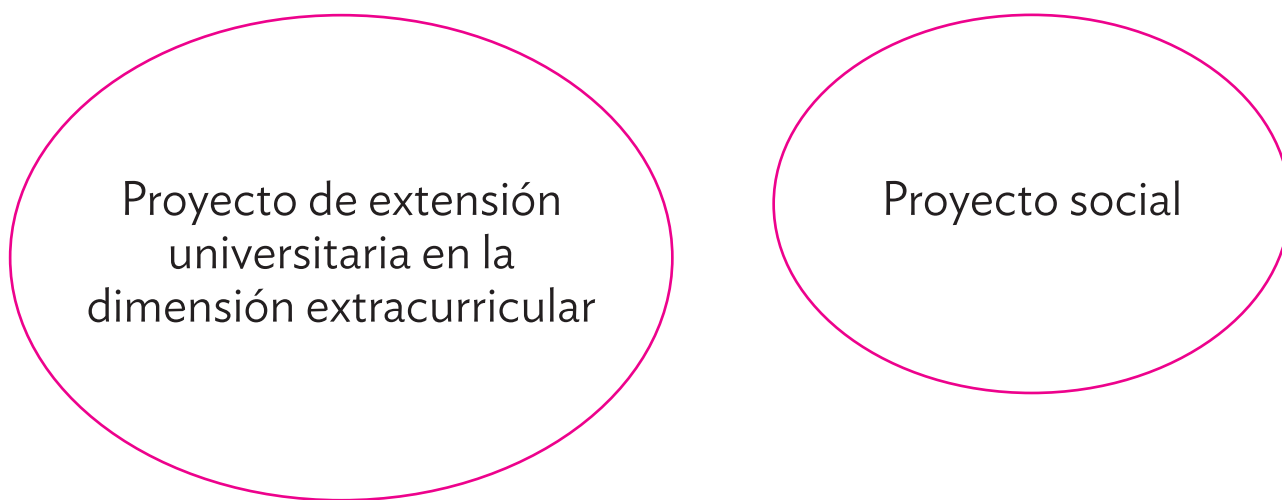 Proyecto de extensión
universitaria en la
dimensión extracurricular
Proyecto social